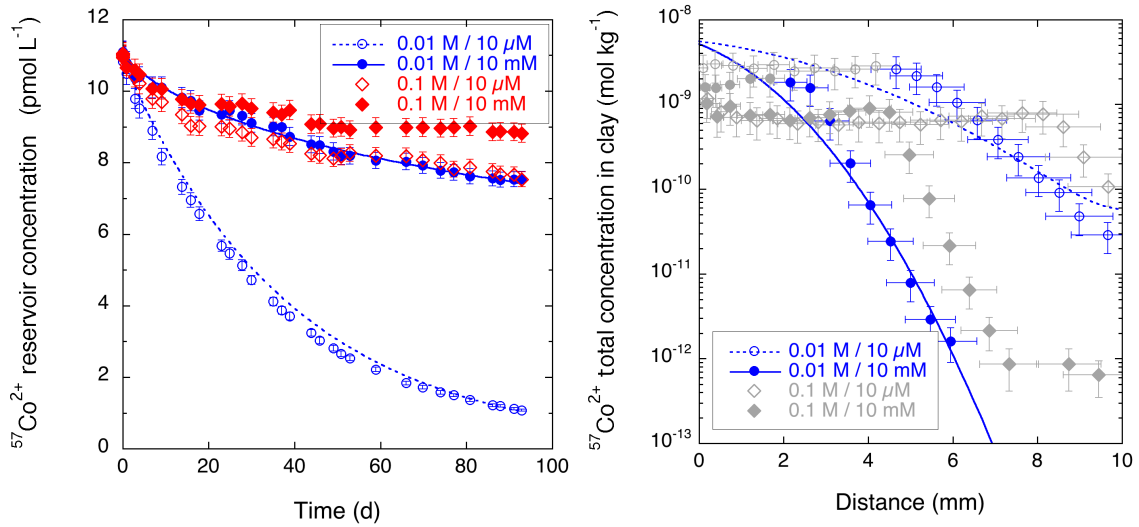 ⁵⁷Co²⁺ reservoir concentration (pmol L⁻¹)
12
10
8
6
4
2
0
0 20 40 60 80 100
Time (d)
0.01 M / 10 µM
0.01 M / 10 mM
0.1 M / 10 µM
0.1 M / 10 mM
⁵⁷Co²⁺ total concentration in clay (mol kg⁻¹)
10⁻⁸
10⁻⁹
10⁻¹⁰
10⁻¹¹
10⁻¹²
10⁻¹³
0 2 4 6 8 10
Distance (mm)
0.01 M / 10 µM
0.01 M / 10 mM
0.1 M / 10 µM
0.1 M / 10 mM